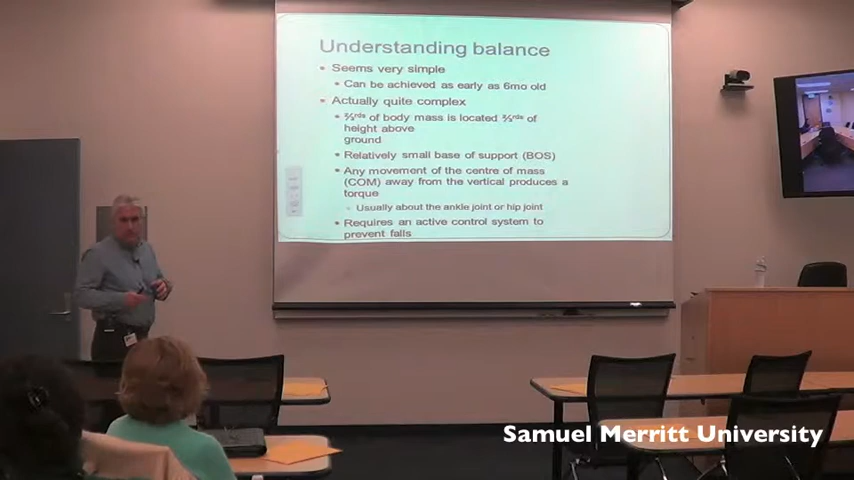 Understanding balance
• Seems very simple
• Can be achieved as early as 6mo old
• Actually quite complex
• ⅔rds of body mass is located ⅔rds of
height above
ground
• Relatively small base of support (BOS)
• Any movement of the centre of mass
(COM) away from the vertical produces a
torque
• Usually about the ankle joint or hip joint
• Requires an active control system to
prevent falls
Samuel Merritt University